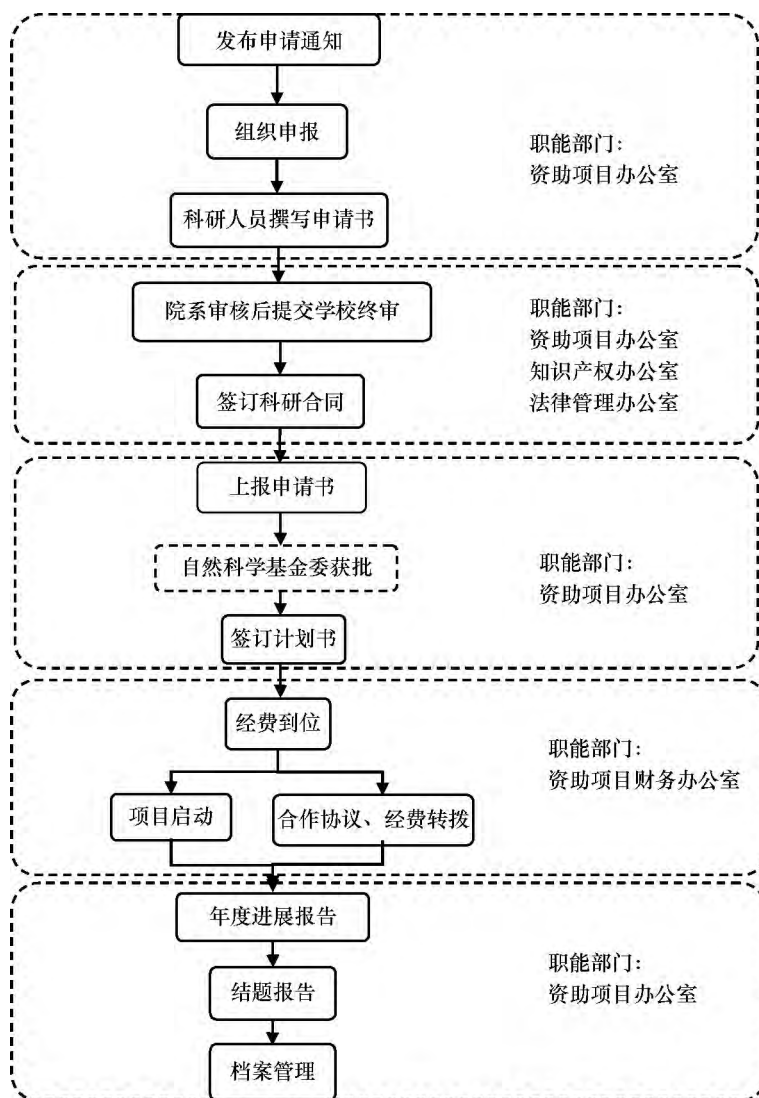 发布申请通知
组织申报
科研人员撰写申请书
职能部门：
资助项目办公室
院系审核后提交学校终审
签订科研合同
职能部门：
资助项目办公室
知识产权办公室
法律管理办公室
上报申请书
自然科学基金委获批
签订计划书
职能部门：
资助项目办公室
经费到位
项目启动
合作协议、经费转拨
职能部门：
资助项目财务办公室
年度进展报告
结题报告
档案管理
职能部门：
资助项目办公室